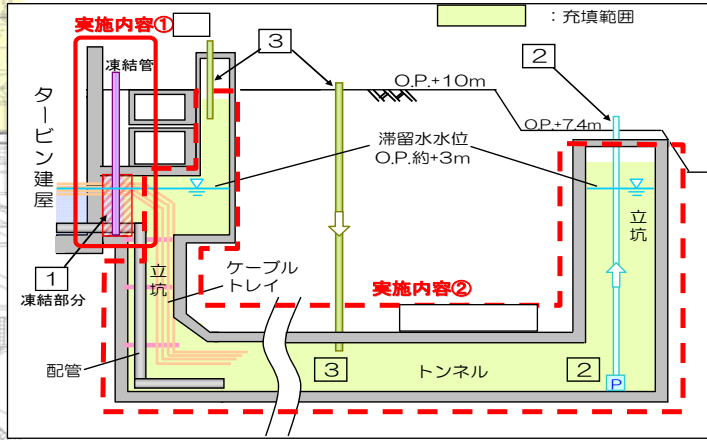 ：充填範囲
実施内容①
3
凍結管
O.P.+10m
2
O.P.+7.4m
タービン建屋
滞留水水位
O.P.約+3m
1
凍結部分
立坑
ケーブル
トレイ
実施内容②
立坑
配管
3
トンネル
2
P